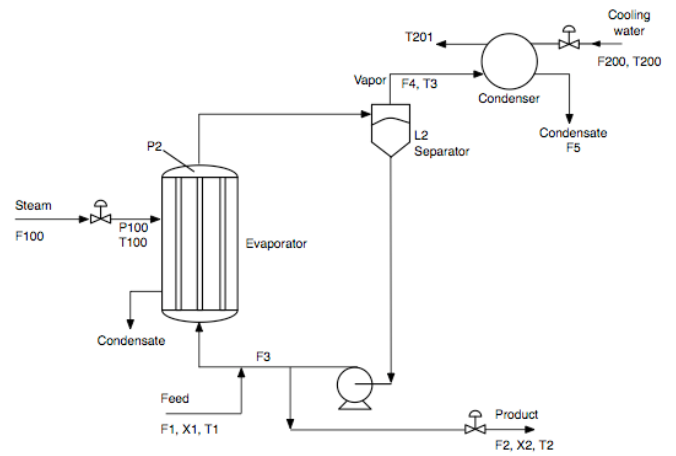 Cooling
water
T201
F200, T200
Vapor
F4, T3
Condenser
Condensate
F5
L2
Separator
P2
Steam
F100
P100
T100
Evaporator
Condensate
F3
Feed
F1, X1, T1
Product
F2, X2, T2